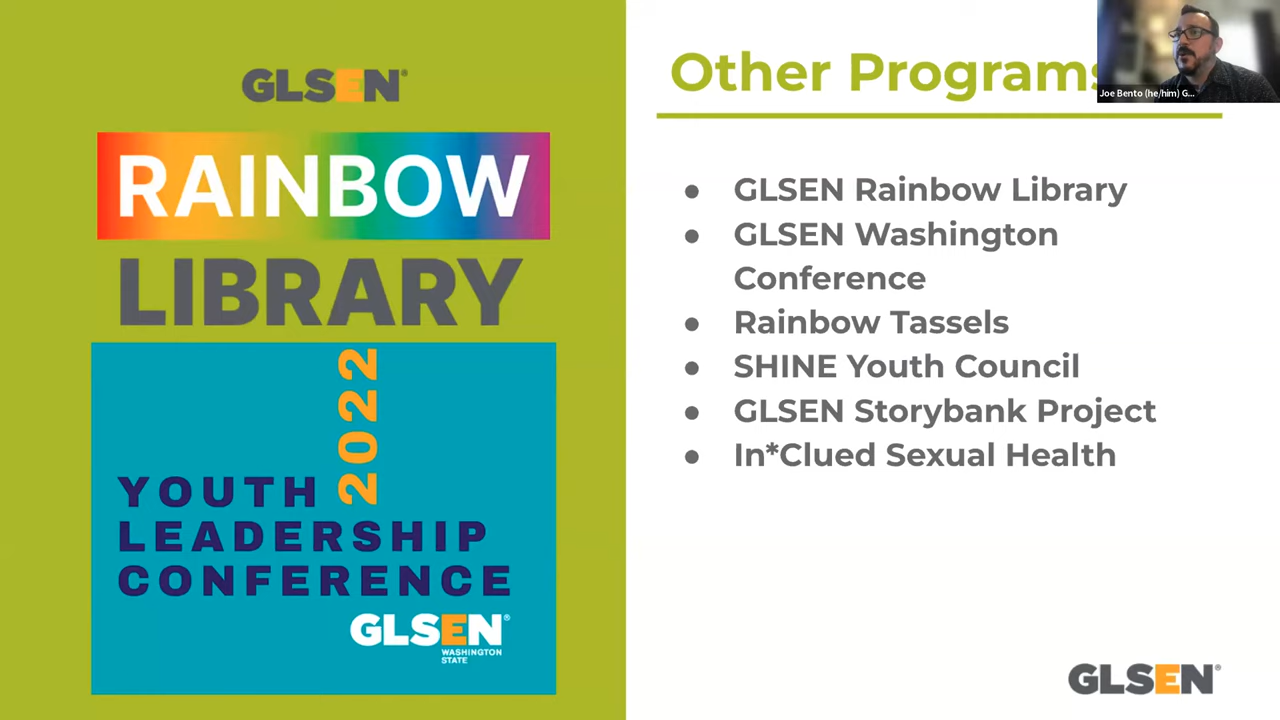 GLSEN®
RAINBOW
LIBRARY
2022
YOUTH
LEADERSHIP
CONFERENCE
GLSEN®
WASHINGTON
STATE
Other Programs
Joe Bento (he/him) G...
● GLSEN Rainbow Library
● GLSEN Washington
Conference
● Rainbow Tassels
● SHINE Youth Council
● GLSEN Storybank Project
● In*Clued Sexual Health
GLSEN®